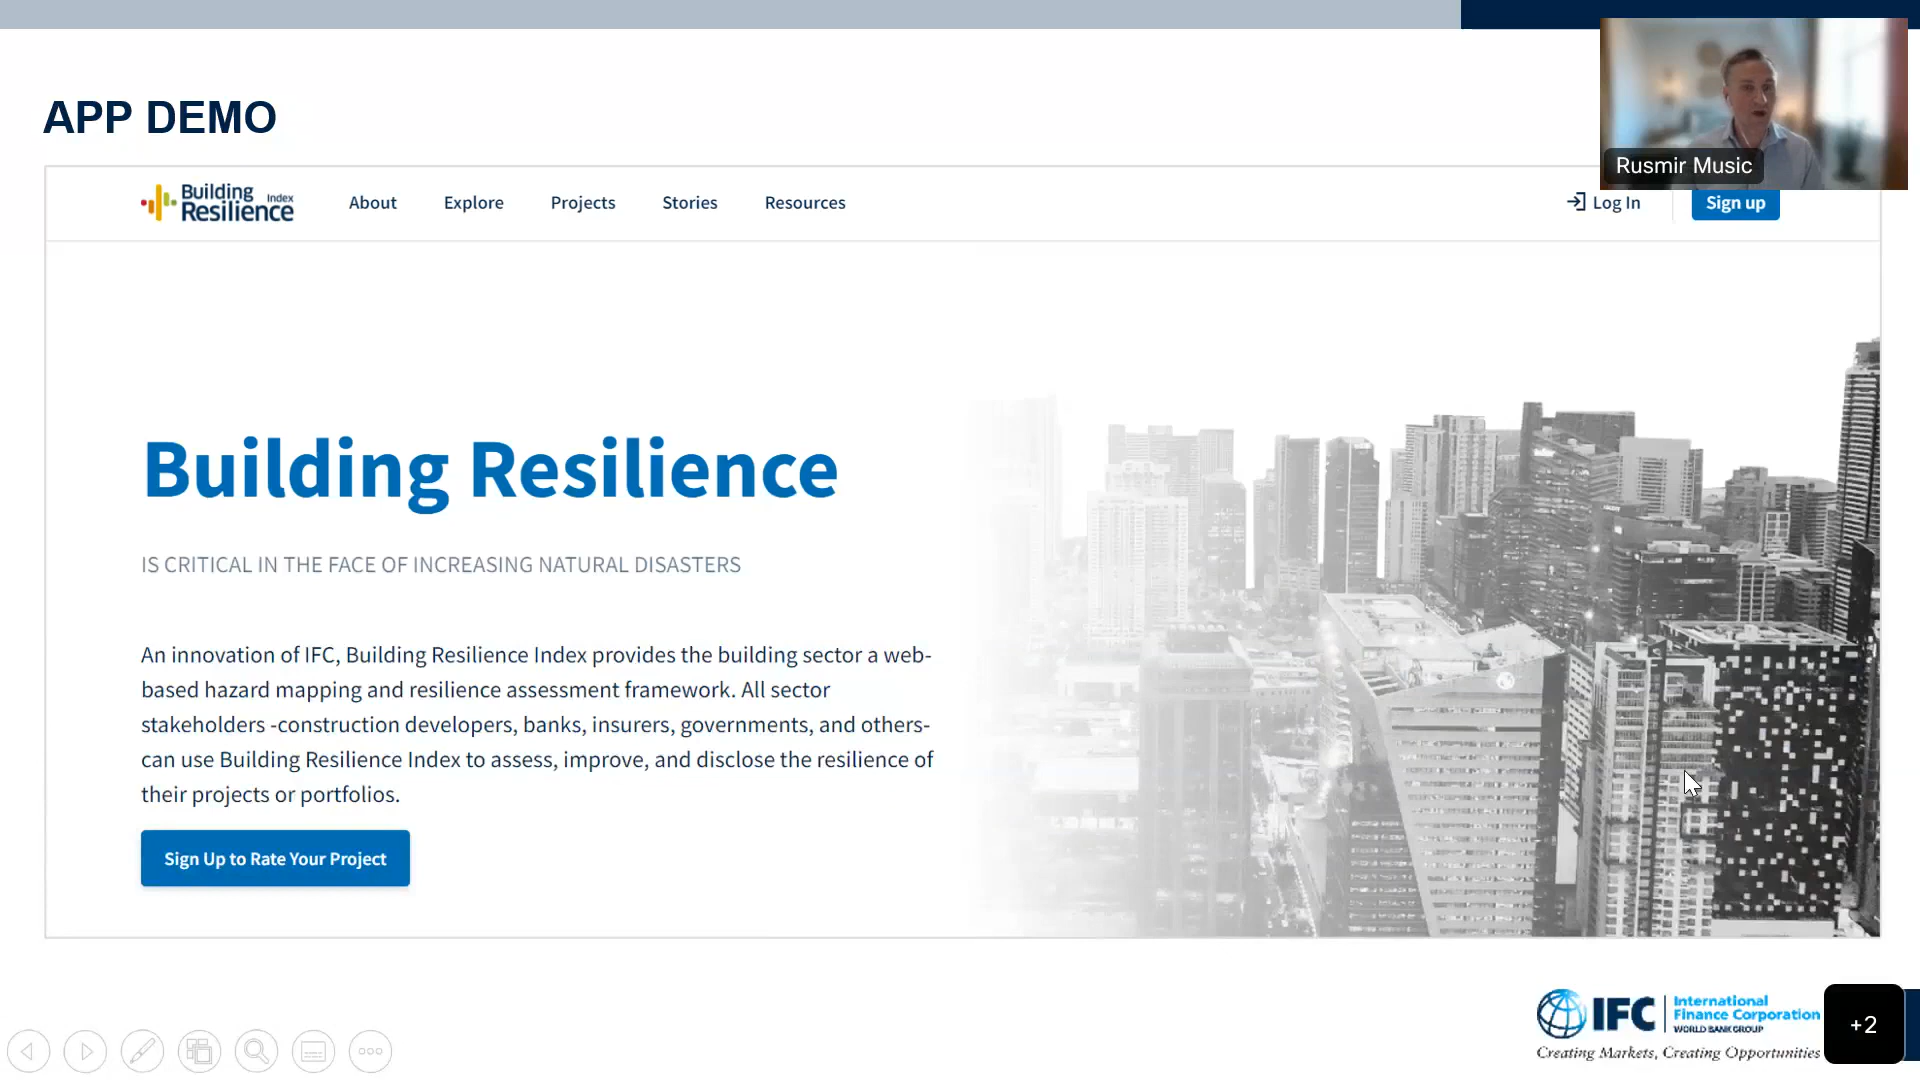 APP DEMO
Rusmir Music
Building
Resilience Index
About Explore Projects Stories Resources
Log In
Sign up
Building Resilience
IS CRITICAL IN THE FACE OF INCREASING NATURAL DISASTERS
An innovation of IFC, Building Resilience Index provides the building sector a web-
based hazard mapping and resilience assessment framework. All sector
stakeholders -construction developers, banks, insurers, governments, and others-
can use Building Resilience Index to assess, improve, and disclose the resilience of
their projects or portfolios.
Sign Up to Rate Your Project
IFC
International
Finance Corporation
WORLD BANK GROUP
Creating Markets, Creating Opportunities
+2